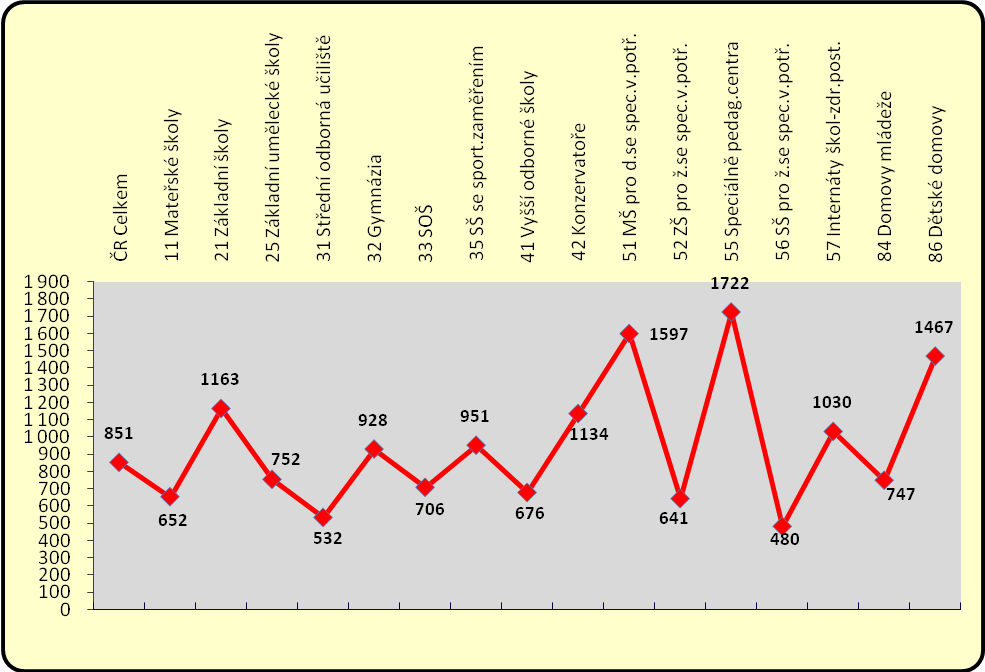 ČR Celkem
11 Mateřské školy
21 Základní školy
25 Základní umělecké školy
31 Střední odborná učiliště
32 Gymnázia
33 SOŠ
35 SŠ se sport.zaměřením
41 Vyšší odborné školy
42 Konzervatoře
51 MŠ pro d.se spec.v.potř.
52 ZŠ pro ž.se spec.v.potř.
55 Speciálně pedag.centra
56 SŠ pro ž.se spec.v.potř.
57 Internáty škol-zdr.post.
84 Domovy mládeže
86 Dětské domovy
1 900
1 800
1 700
1 600
1 500
1 400
1 300
1 200
1 100
1 000
900
800
700
600
500
400
300
200
100
0
851
652
1163
752
532
928
706
951
676
1134
1597
641
1722
480
1030
747
1467